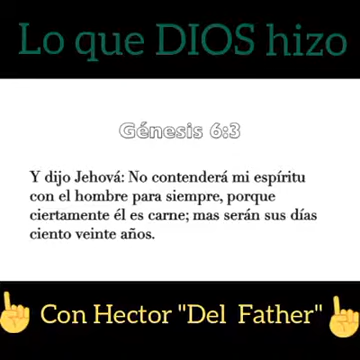 Lo que DIOS hizo
Génesis 6:3
Y dijo Jehová: No contenderá mi espíritu
con el hombre para siempre, porque
ciertamente él es carne; mas serán sus días
ciento veinte años.
Con Hector "Del Father"